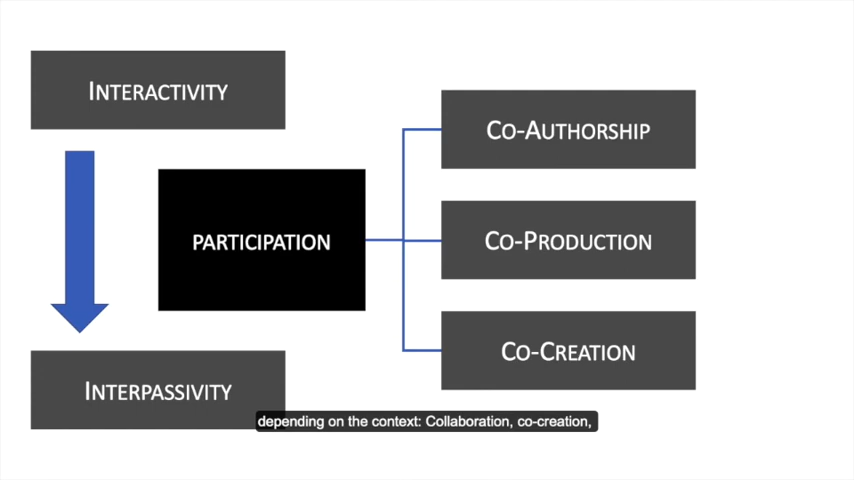 INTERACTIVITY
PARTICIPATION
INTERPASSIVITY
CO-AUTHORSHIP
CO-PRODUCTION
CO-CREATION
depending on the context: Collaboration, co-creation,